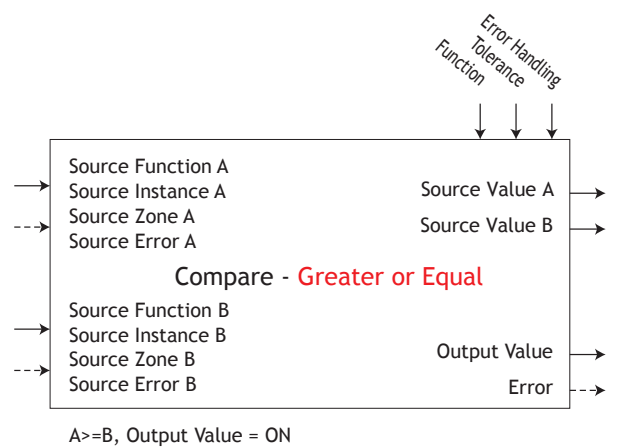 Function
Tolerance
Error Handling
Source Function A
Source Instance A
Source Zone A
Source Error A
Source Value A
Source Value B
Compare - Greater or Equal
Source Function B
Source Instance B
Source Zone B
Source Error B
Output Value
Error
A>=B, Output Value = ON